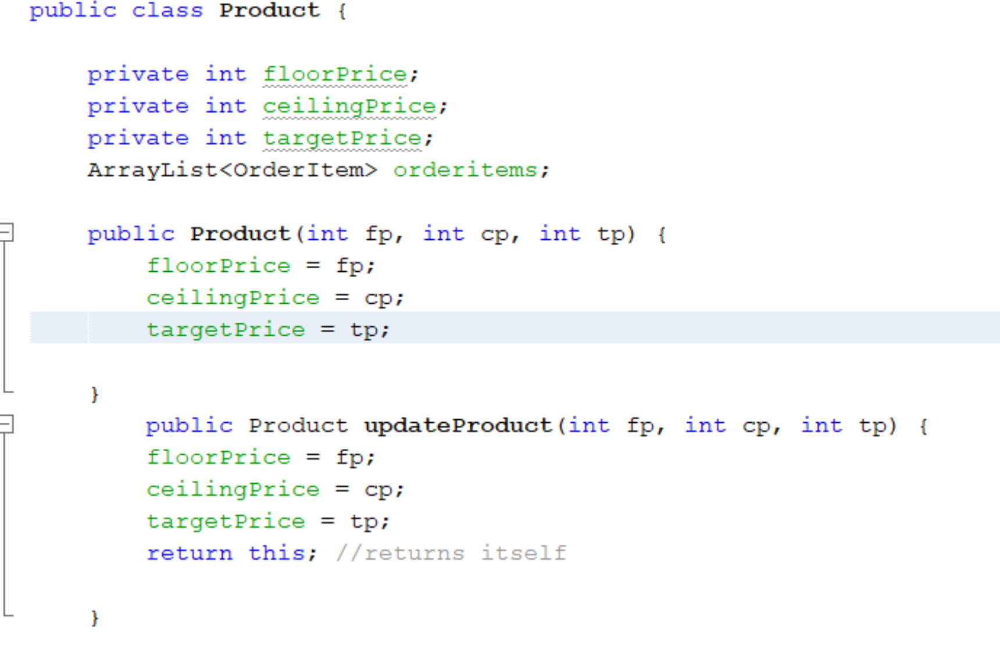 public class Product {
private int floorPrice;
private int ceilingPrice;
private int targetPrice;
ArrayList<OrderItem> orderitems;
public Product(int fp, int cp, int tp) {
floorPrice = fp;
ceilingPrice = cp;
targetPrice = tp;
}
public Product updateProduct(int fp, int cp, int tp) {
floorPrice = fp;
ceilingPrice = cp;
targetPrice = tp;
return this; //returns itself
}